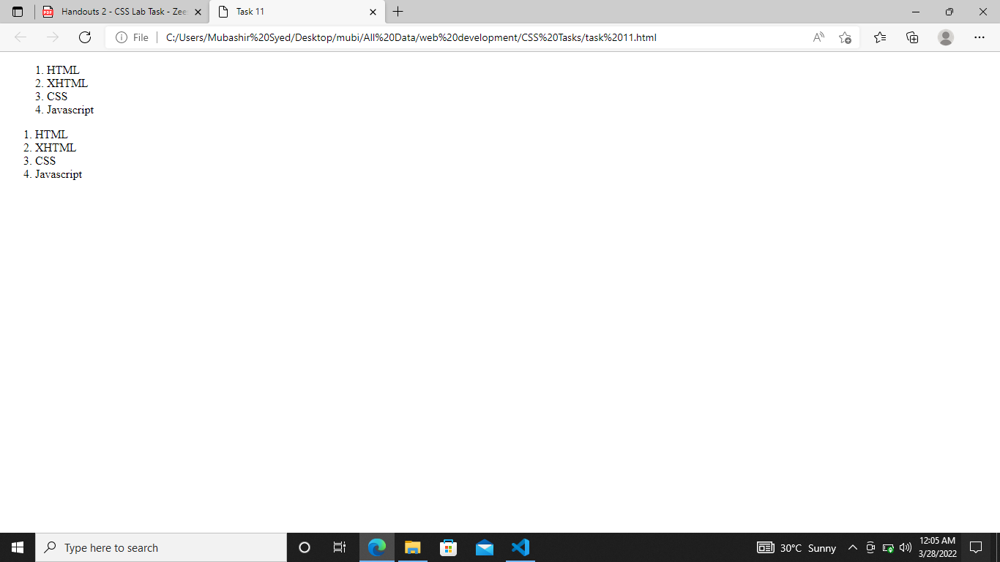 Handouts 2 - CSS Lab Task - Zee
Task 11
File
C:/Users/Mubashir%20Syed/Desktop/mubi/All%20Data/web%20development/CSS%20Tasks/task%2011.html
1. HTML
2. XHTML
3. CSS
4. Javascript
1. HTML
2. XHTML
3. CSS
4. Javascript
Type here to search
30°C Sunny
12:05 AM
3/28/2022